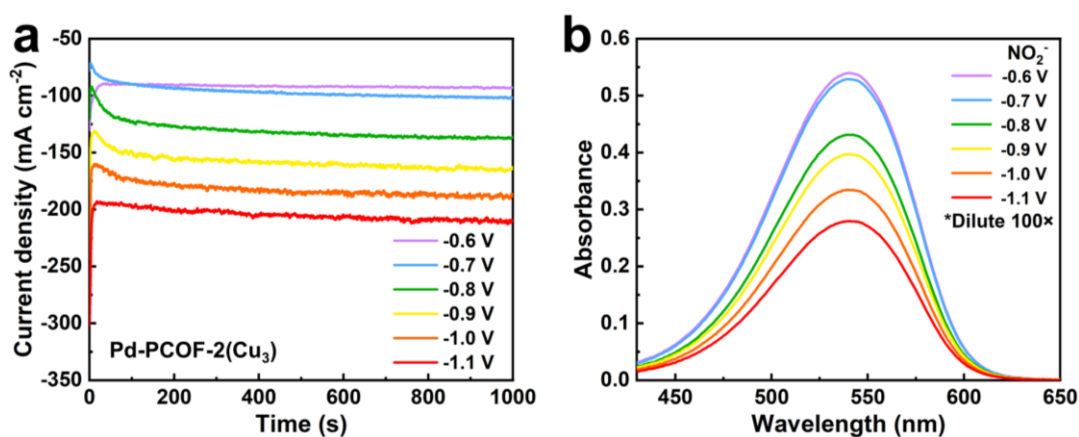 a
-50
-100
-150
-200
-250
-300
-350
Current density (mA cm⁻²)
-0.6 V
-0.7 V
-0.8 V
-0.9 V
-1.0 V
-1.1 V
Pd-PCOF-2(Cu₃)
0 200 400 600 800 1000
Time (s)
b
0.6
0.5
0.4
0.3
0.2
0.1
0.0
Absorbance
NO₂⁻
-0.6 V
-0.7 V
-0.8 V
-0.9 V
-1.0 V
-1.1 V
*Dilute 100×
450 500 550 600 650
Wavelength (nm)